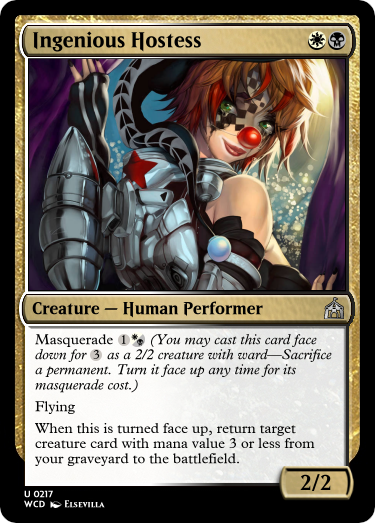 Ingenious Hostess
Creature — Human Performer
Masquerade 1 (You may cast this card face
down for 3 as a 2/2 creature with ward—Sacrifice
a permanent. Turn it face up any time for its
masquerade cost.)
Flying
When this is turned face up, return target
creature card with mana value 3 or less from
your graveyard to the battlefield.
2/2
U 0217
WCD Elsevilla